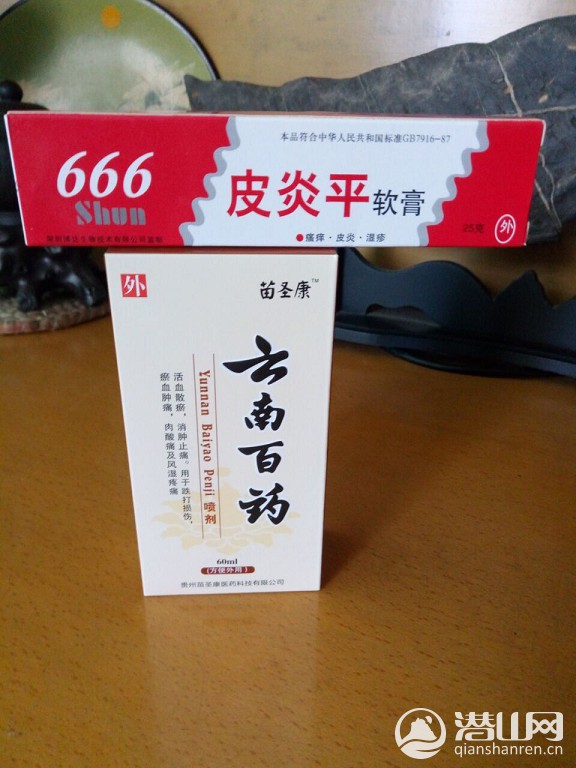 本品符合中华人民共和国标准GB7916-87
666
Shun
皮炎平软膏
25克
外
●瘙痒·皮炎·湿疹
外
苗圣康™
云南百药
Yunnan Baiyao Penji 喷剂
活血散瘀，消肿止痛。用于跌打损伤，
瘀血肿痛，肉酸痛及风湿疼痛
60ml
(方便外用)
贵州苗圣康医药科技有限公司
潜山网
qianshanren.cn